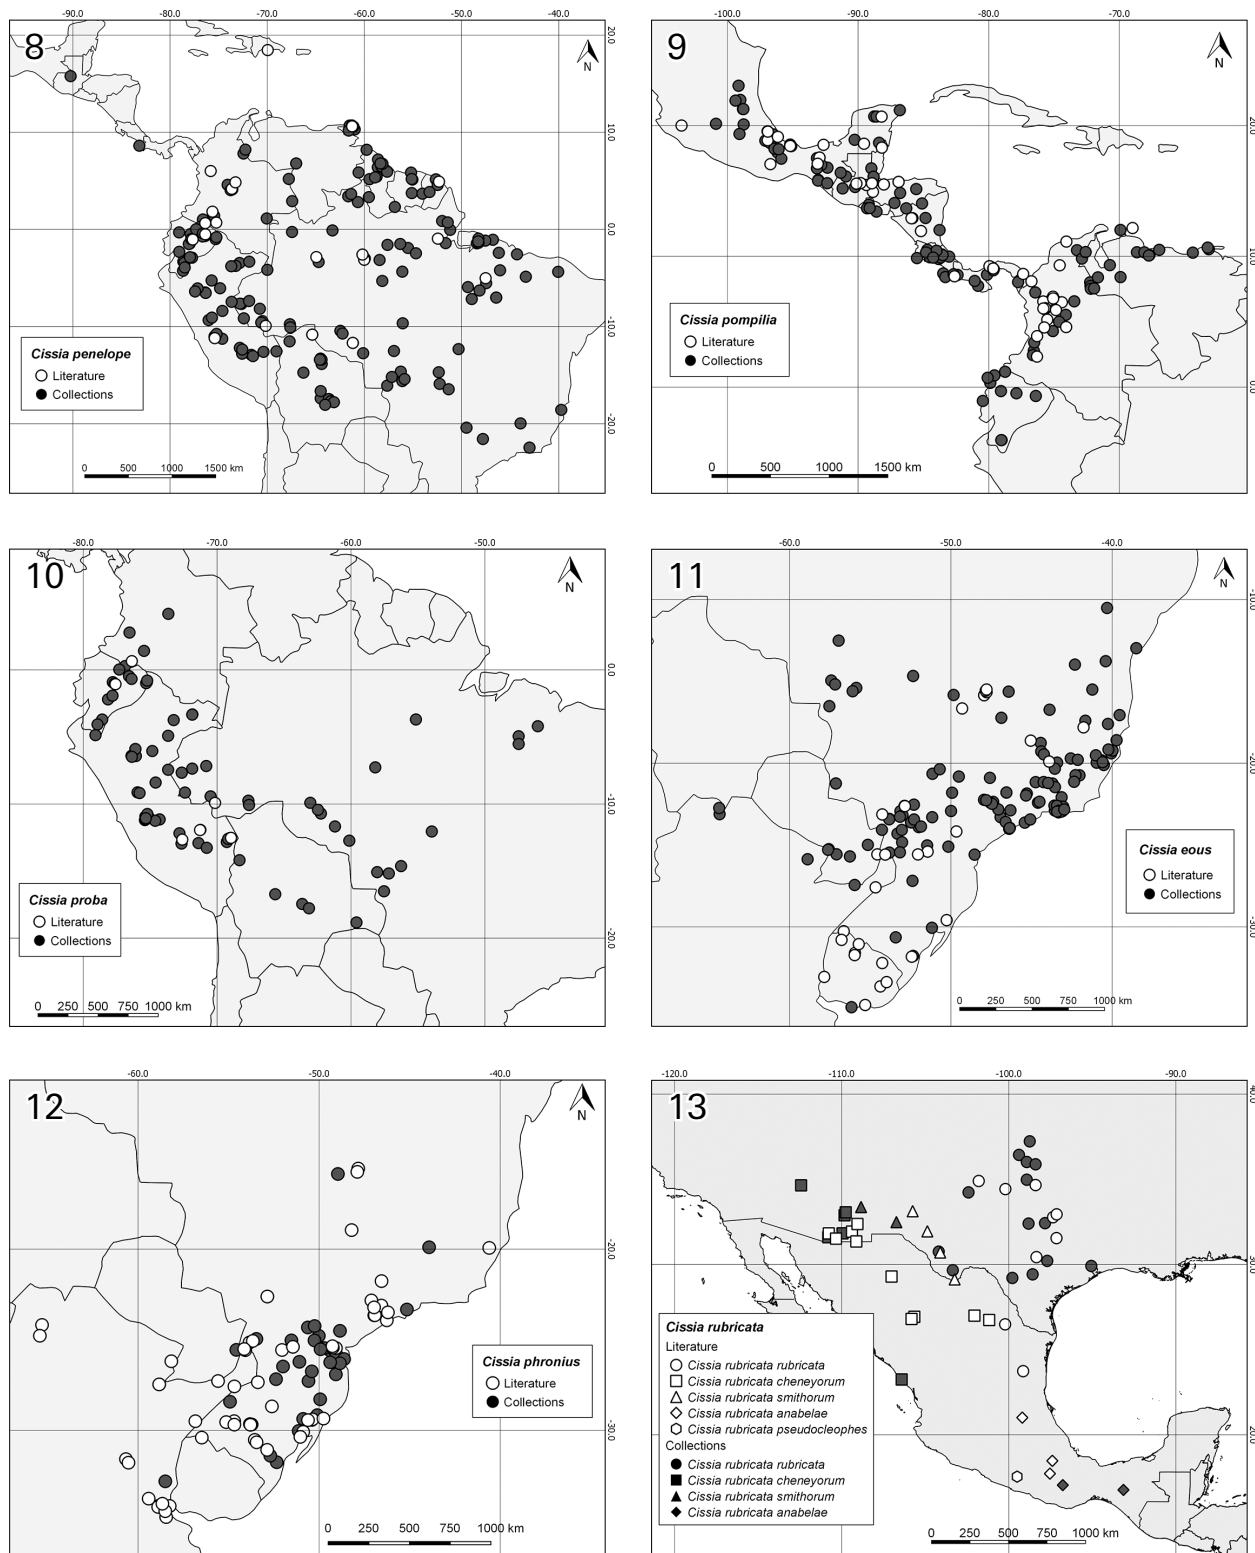 -90.0 -80.0 -70.0 -60.0 -50.0 -40.0
8
N
20.0
10.0
0.0
-10.0
-20.0
Cissia penelope
Literature
Collections
0 500 1000 1500 km
-100.0 -90.0 -80.0 -70.0
9
N
20.0
10.0
0.0
Cissia pompilia
Literature
Collections
0 500 1000 1500 km
-80.0 -70.0 -60.0 -50.0
10
N
0.0
-10.0
-20.0
Cissia proba
Literature
Collections
0 250 500 750 1000 km
-60.0 -50.0 -40.0
11
N
-10.0
-20.0
-30.0
Cissia eous
Literature
Collections
0 250 500 750 1000 km
-60.0 -50.0 -40.0
12
N
-20.0
-30.0
Cissia phronius
Literature
Collections
0 250 500 750 1000 km
-120.0 -110.0 -100.0 -90.0
13
40.0
30.0
20.0
Cissia rubricata
Literature
Cissia rubricata rubricata
Cissia rubricata cheneyorum
Cissia rubricata smithorum
Cissia rubricata anabelae
Cissia rubricata pseudocleophes
Collections
Cissia rubricata rubricata
Cissia rubricata cheneyorum
Cissia rubricata smithorum
Cissia rubricata anabelae
0 250 500 750 1000 km